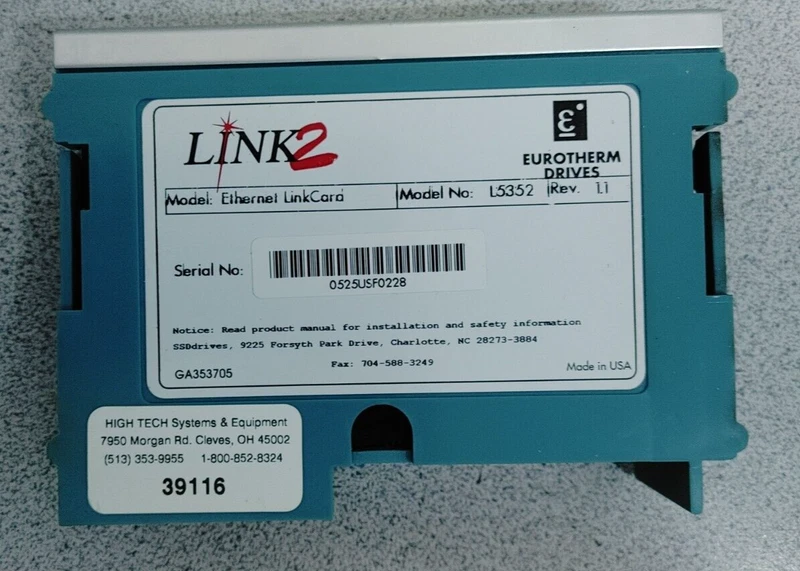 LINK2
ε
EUROTHERM
DRIVES
Model: Ethernet LinkCard Model No: L5352 Rev. 1.1
Serial No:
0525USF0228
Notice: Read product manual for installation and safety information
SSDdrives, 9225 Forsyth Park Drive, Charlotte, NC 28273-3884
Fax: 704-588-3249
GA353705
Made in USA
HIGH TECH Systems & Equipment
7950 Morgan Rd. Cleves, OH 45002
(513) 353-9955 1-800-852-8324
39116